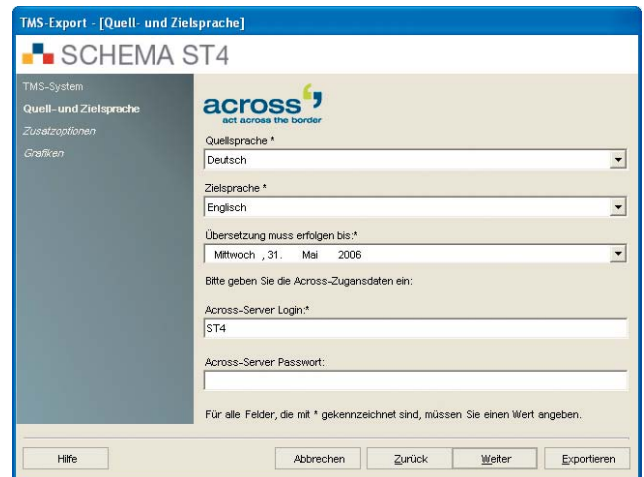 TMS-Export - [Quell- und Zielsprache]
SCHEMA ST4
TMS-System
Quell- und Zielsprache
Zusatzoptionen
Grafiken
across
act across the border
Quellsprache *
Deutsch
Zielsprache *
Englisch
Übersetzung muss erfolgen bis:*
Mittwoch , 31. Mai 2006
Bitte geben Sie die Across-Zugansdaten ein:
Across-Server Login:*
ST4
Across-Server Passwort:
Für alle Felder, die mit * gekennzeichnet sind, müssen Sie einen Wert angeben.
Hilfe
Abbrechen
Zurück
Weiter
Exportieren